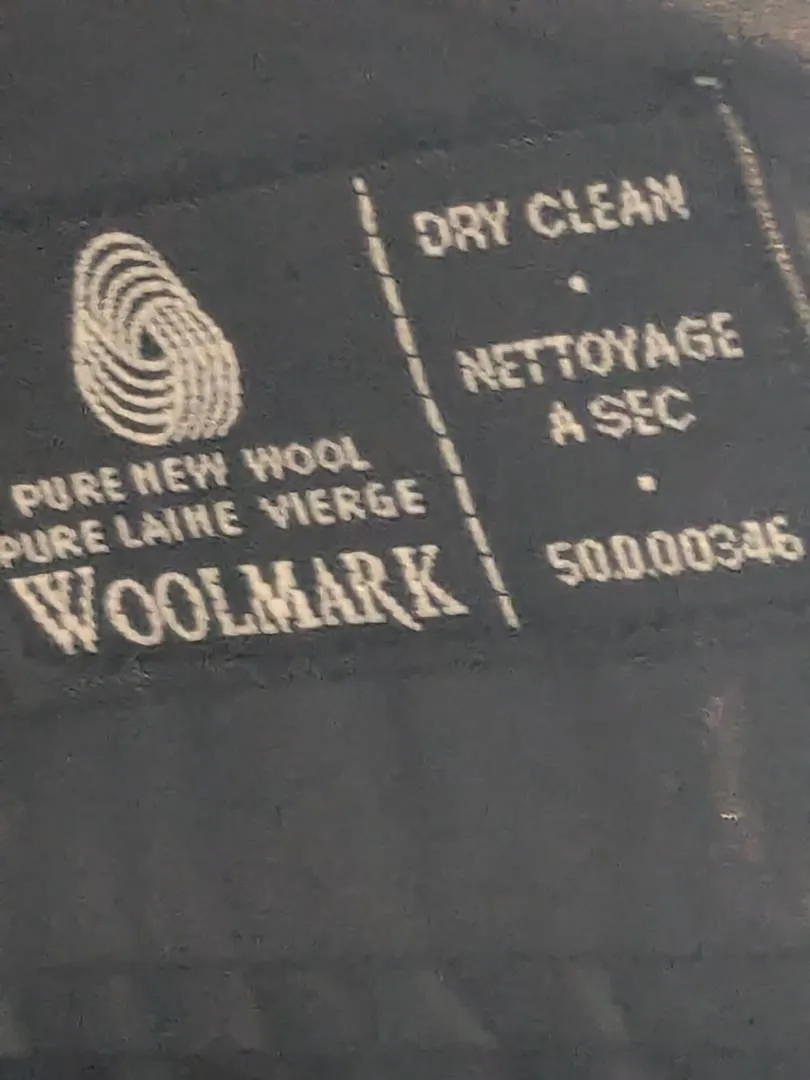 PURE NEW WOOL
PURE LAINE VIERGE
WOOLMARK
DRY CLEAN
•
NETTOYAGE
A SEC
•
50.0.00346